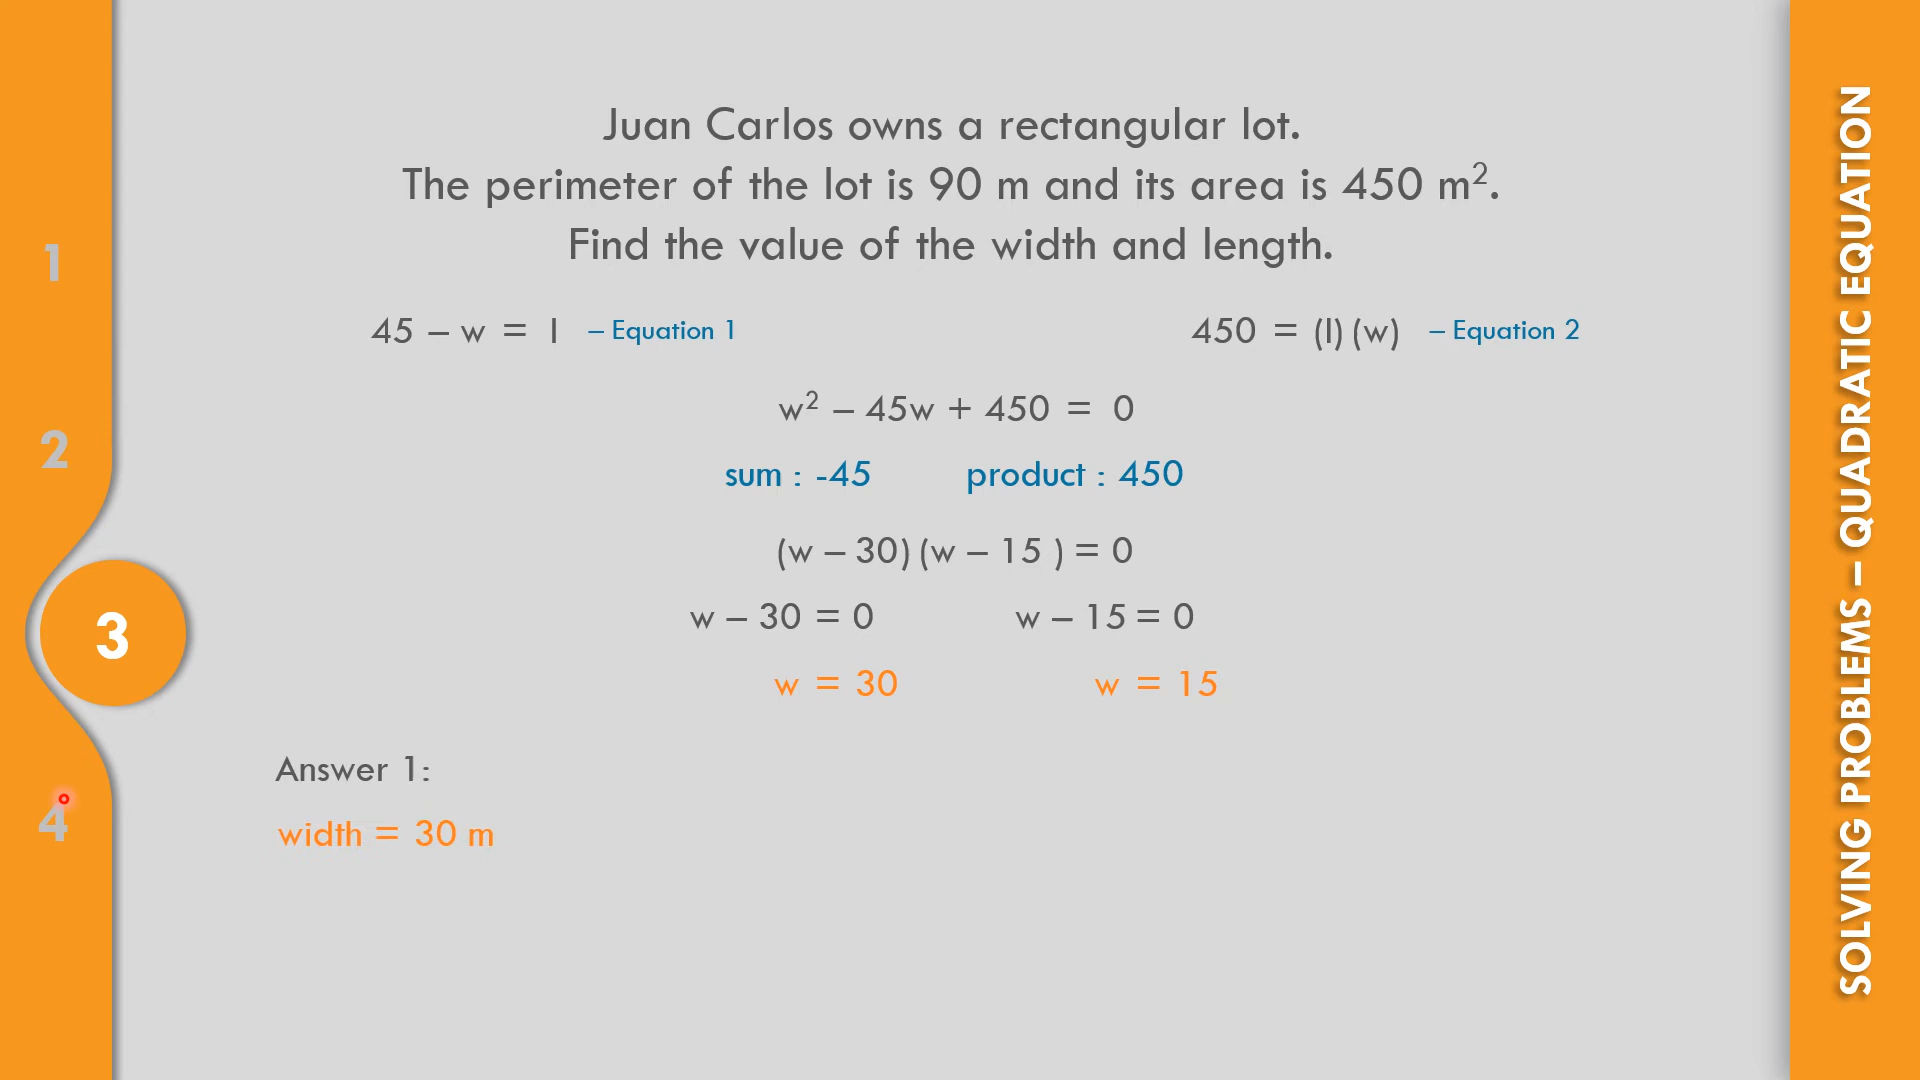 Juan Carlos owns a rectangular lot.
The perimeter of the lot is 90 m and its area is 450 m².
Find the value of the width and length.
45 – w = l – Equation 1
450 = (l) (w) – Equation 2
w² – 45w + 450 = 0
sum : -45 product : 450
(w – 30) (w – 15 ) = 0
w – 30 = 0 w – 15 = 0
w = 30 w = 15
Answer 1:
width = 30 m
1
2
3
4
SOLVING PROBLEMS – QUADRATIC EQUATION